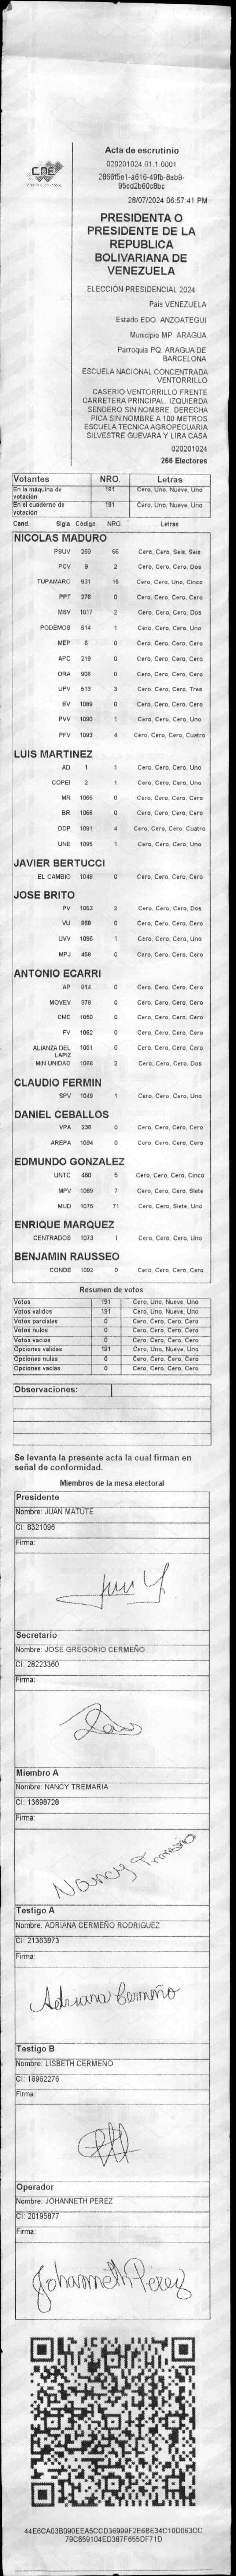 CNE
Acta de escrutinio
020201024.01.1.0001
2866f5e1-a616-49fb-8ab9-
95cd2b60c8bc
28/07/2024 06:57:41 PM
PRESIDENTA O
PRESIDENTE DE LA
REPUBLICA
BOLIVARIANA DE
VENEZUELA
ELECCIÓN PRESIDENCIAL 2024
Pais VENEZUELA
Estado EDO. ANZOATEGUI
Municipio MP. ARAGUA
Parroquia PQ. ARAGUA DE
BARCELONA
ESCUELA NACIONAL CONCENTRADA
VENTORRILLO
CASERIO VENTORRILLO FRENTE
CARRETERA PRINCIPAL. IZQUIERDA
SENDERO SIN NOMBRE. DERECHA
PICA SIN NOMBRE A 100 METROS
ESCUELA TECNICA AGROPECUARIA
SILVESTRE GUEVARA Y LIRA CASA
020201024
266 Electores
Votantes NRO. Letras
En la máquina de votación 191 Cero, Uno, Nueve, Uno
En el cuaderno de votación 191 Cero, Uno, Nueve, Uno
Cand. Sigla Código NRO. Letras
NICOLAS MADURO
PSUV 269 66 Cero, Cero, Seis, Seis
PCV 9 2 Cero, Cero, Cero, Dos
TUPAMARO 931 15 Cero, Cero, Uno, Cinco
PPT 276 0 Cero, Cero, Cero, Cero
MSV 1017 2 Cero, Cero, Cero, Dos
PODEMOS 514 1 Cero, Cero, Cero, Uno
MEP 6 0 Cero, Cero, Cero, Cero
APC 219 0 Cero, Cero, Cero, Cero
ORA 906 0 Cero, Cero, Cero, Cero
UPV 513 3 Cero, Cero, Cero, Tres
EV 1089 0 Cero, Cero, Cero, Cero
PVV 1090 1 Cero, Cero, Cero, Uno
PFV 1093 4 Cero, Cero, Cero, Cuatro
LUIS MARTINEZ
AD 1 1 Cero, Cero, Cero, Uno
COPEI 2 1 Cero, Cero, Cero, Uno
MR 1065 0 Cero, Cero, Cero, Cero
BR 1066 0 Cero, Cero, Cero, Cero
DDP 1091 4 Cero, Cero, Cero, Cuatro
UNE 1095 1 Cero, Cero, Cero, Uno
JAVIER BERTUCCI
EL CAMBIO 1048 0 Cero, Cero, Cero, Cero
JOSE BRITO
PV 1053 2 Cero, Cero, Cero, Dos
VU 868 0 Cero, Cero, Cero, Cero
UVV 1096 1 Cero, Cero, Cero, Uno
MPJ 458 0 Cero, Cero, Cero, Cero
ANTONIO ECARRI
AP 914 0 Cero, Cero, Cero, Cero
MOVEV 978 0 Cero, Cero, Cero, Cero
CMC 1060 0 Cero, Cero, Cero, Cero
FV 1062 0 Cero, Cero, Cero, Cero
ALIANZA DEL LAPIZ 1051 0 Cero, Cero, Cero, Cero
MIN UNIDAD 1086 2 Cero, Cero, Cero, Dos
CLAUDIO FERMIN
SPV 1049 1 Cero, Cero, Cero, Uno
DANIEL CEBALLOS
VPA 236 0 Cero, Cero, Cero, Cero
AREPA 1094 0 Cero, Cero, Cero, Cero
EDMUNDO GONZALEZ
UNTC 460 5 Cero, Cero, Cero, Cinco
MPV 1069 7 Cero, Cero, Cero, Siete
MUD 1075 71 Cero, Cero, Siete, Uno
ENRIQUE MARQUEZ
CENTRADOS 1073 1 Cero, Cero, Cero, Uno
BENJAMIN RAUSSEO
CONDE 1092 0 Cero, Cero, Cero, Cero
Resumen de votos
Votos 191 Cero, Uno, Nueve, Uno
Votos validos 191 Cero, Uno, Nueve, Uno
Votos parciales 0 Cero, Cero, Cero, Cero
Votos nulos 0 Cero, Cero, Cero, Cero
Votos vacios 0 Cero, Cero, Cero, Cero
Opciones validas 191 Cero, Uno, Nueve, Uno
Opciones nulas 0 Cero, Cero, Cero, Cero
Opciones vacias 0 Cero, Cero, Cero, Cero
Observaciones:
Se levanta la presente acta la cual firman en
señal de conformidad.
Miembros de la mesa electoral
Presidente
Nombre: JUAN MATUTE
CI: 8321096
Firma:
Secretario
Nombre: JOSE GREGORIO CERMEÑO
CI: 28223360
Firma:
Miembro A
Nombre: NANCY TREMARIA
CI: 13698728
Firma:
Nancy Tremaria
Testigo A
Nombre: ADRIANA CERMEÑO RODRIGUEZ
CI: 21363873
Firma:
Adriana Cermeño
Testigo B
Nombre: LISBETH CERMEÑO
CI: 16962276
Firma:
Operador
Nombre: JOHANNETH PEREZ
CI: 20195877
Firma:
Johanneth Perez
44E6CA03B090EEA5CCD36999F2E6BE34C10D063CC
79C659104ED387F655DF71D